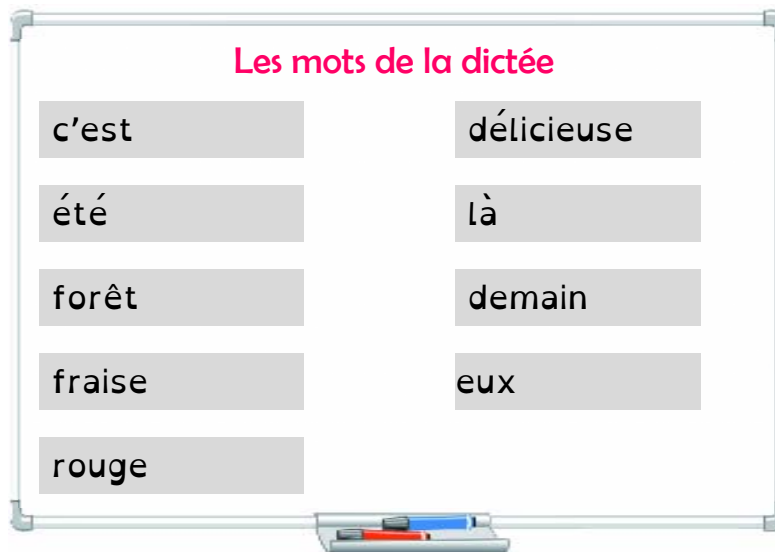 Les mots de la dictée
c'est
été
forêt
fraise
rouge
délicieuse
là
demain
eux